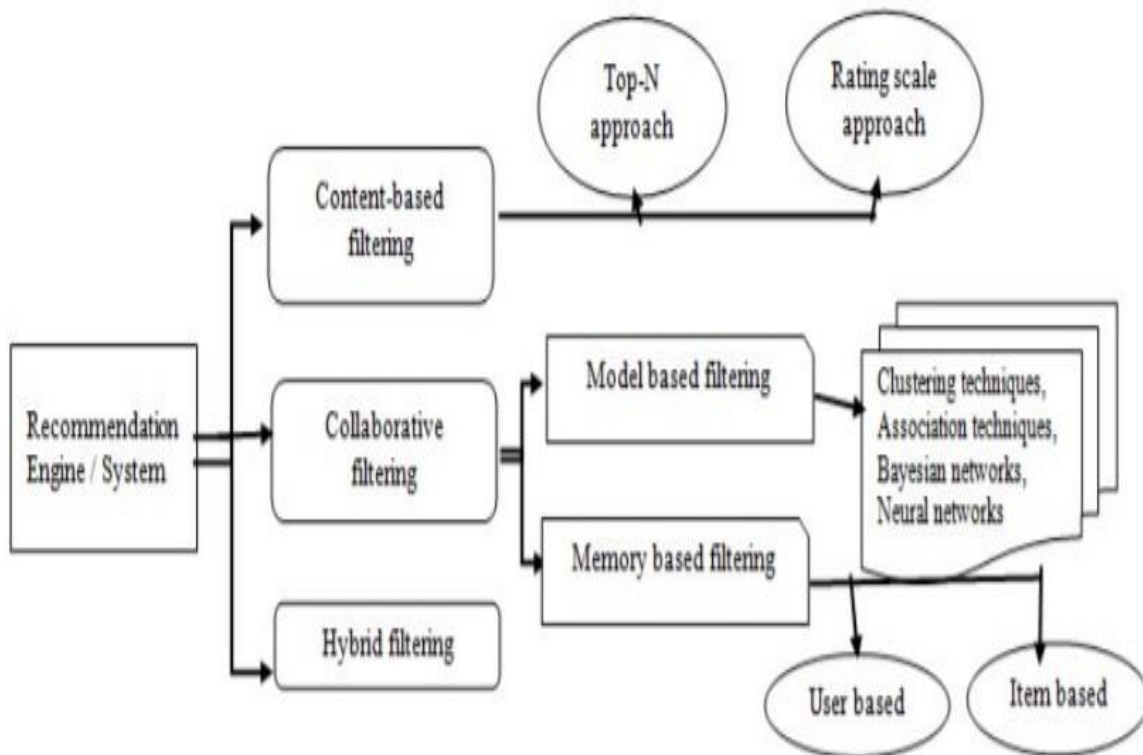 Top-N
approach
Rating scale
approach
Content-based
filtering
Recommendation
Engine / System
Collaborative
filtering
Hybrid filtering
Model based filtering
Memory based filtering
Clustering techniques,
Association techniques,
Bayesian networks,
Neural networks
User based
Item based